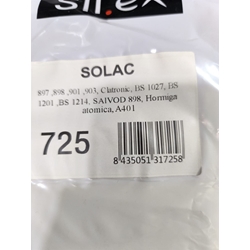 sil.ex
SOLAC
897 ,898 ,901 ,903, Clatronic, BS 1027, BS
1201 ,BS 1214, SAIVOD 898, Hormiga
atomica, A401
725
8 435051 317258